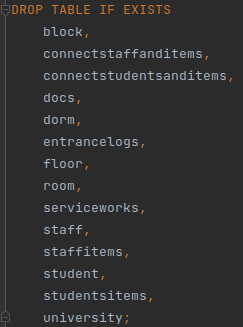 DROP TABLE IF EXISTS
block,
connectstaffanditems,
connectstudentsanditems,
docs,
dorm,
entrancelogs,
floor,
room,
serviceworks,
staff,
staffitems,
student,
studentsitems,
university;